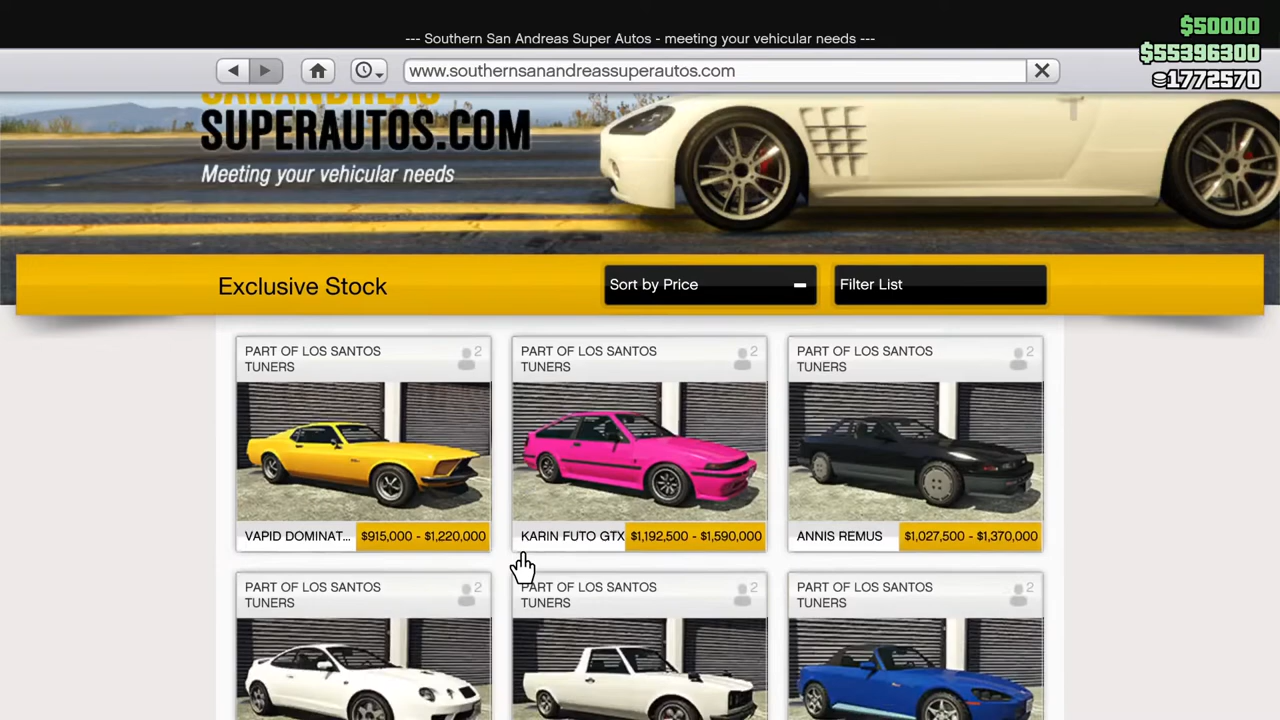 --- Southern San Andreas Super Autos - meeting your vehicular needs ---
$50000
$55396300
1772570
www.southernsanandreassuperautos.com
SANANDREAS
SUPERAUTOS.COM
Meeting your vehicular needs
Exclusive Stock
Sort by Price
Filter List
PART OF LOS SANTOS
TUNERS
2
PART OF LOS SANTOS
TUNERS
2
PART OF LOS SANTOS
TUNERS
2
VAPID DOMINAT... $915,000 - $1,220,000
KARIN FUTO GTX $1,192,500 - $1,590,000
ANNIS REMUS $1,027,500 - $1,370,000
PART OF LOS SANTOS
TUNERS
2
PART OF LOS SANTOS
TUNERS
2
PART OF LOS SANTOS
TUNERS
2